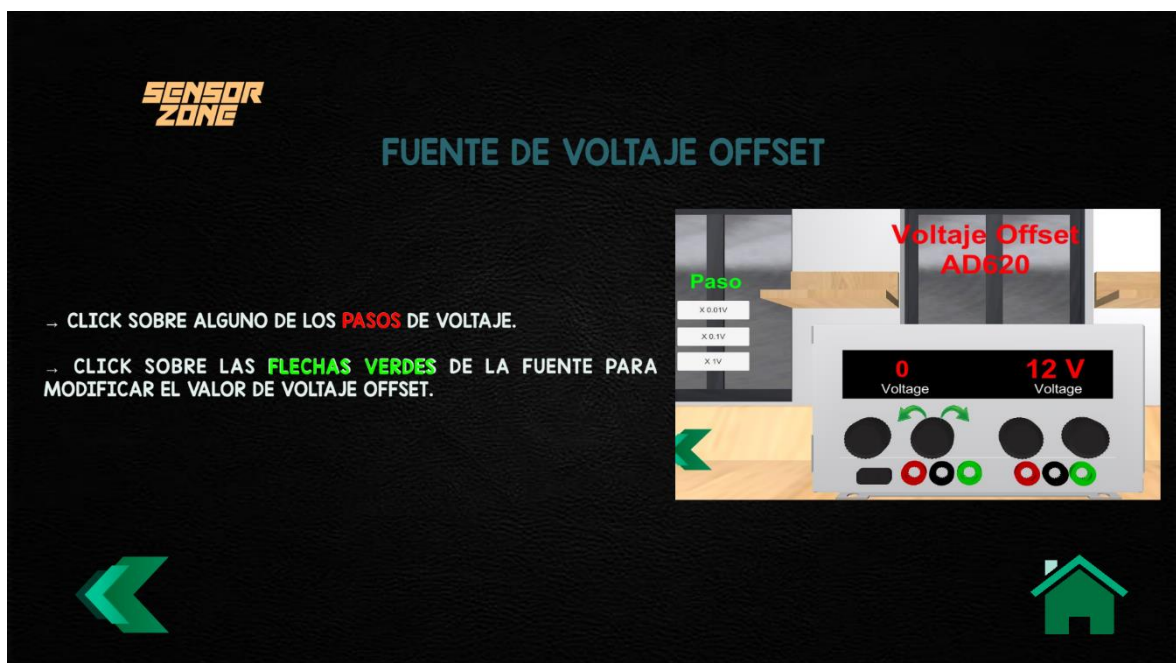 SENSOR
ZONE
FUENTE DE VOLTAJE OFFSET
→ CLICK SOBRE ALGUNO DE LOS PASOS DE VOLTAJE.
→ CLICK SOBRE LAS FLECHAS VERDES DE LA FUENTE PARA
MODIFICAR EL VALOR DE VOLTAJE OFFSET.
Voltaje Offset
AD620
Paso
X 0.01V
X 0.1V
X 1V
0 12 V
Voltage Voltage